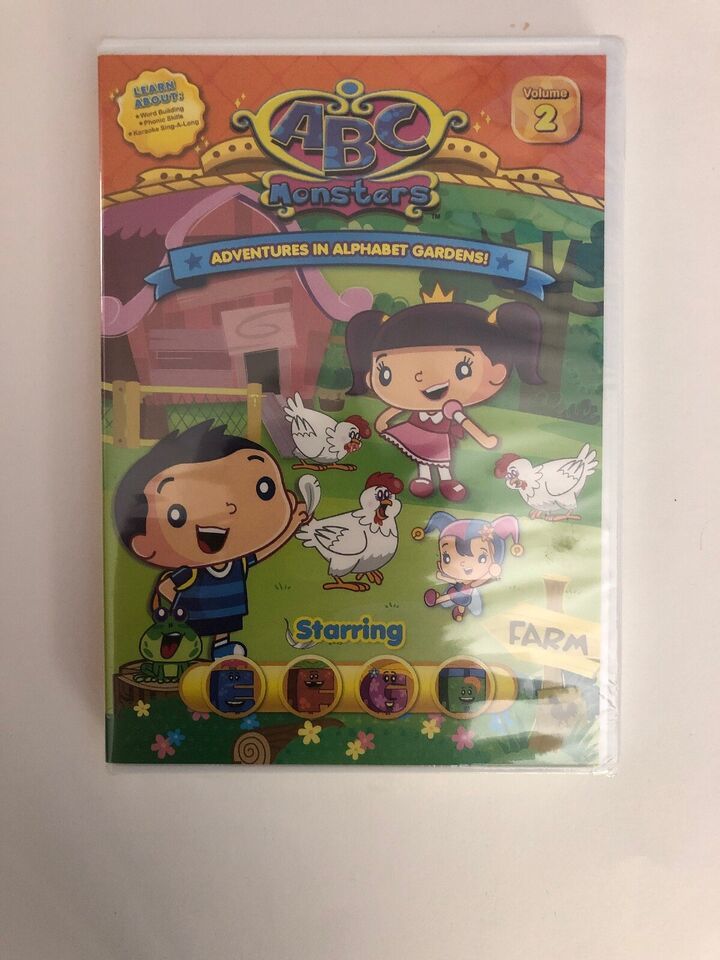 LEARN
ABOUT:
★Word Building
★Phonic Skills
★Karaoke Sing-A-Long
Volume
2
ABC
Monsters
TM
ADVENTURES IN ALPHABET GARDENS!
Starring
FARM
E F G H